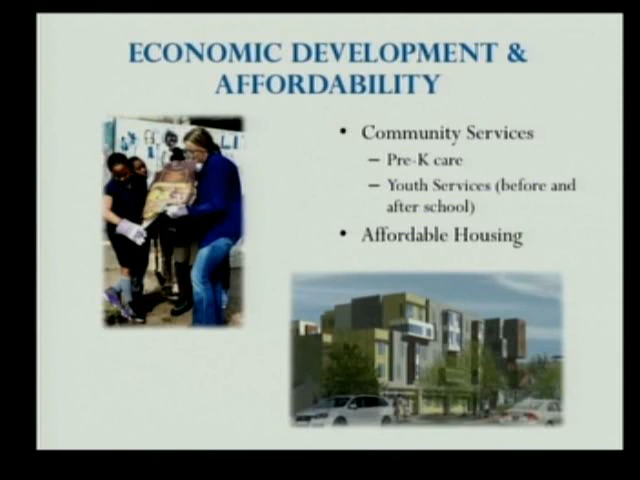 ECONOMIC DEVELOPMENT &
AFFORDABILITY
• Community Services
– Pre-K care
– Youth Services (before and
after school)
• Affordable Housing